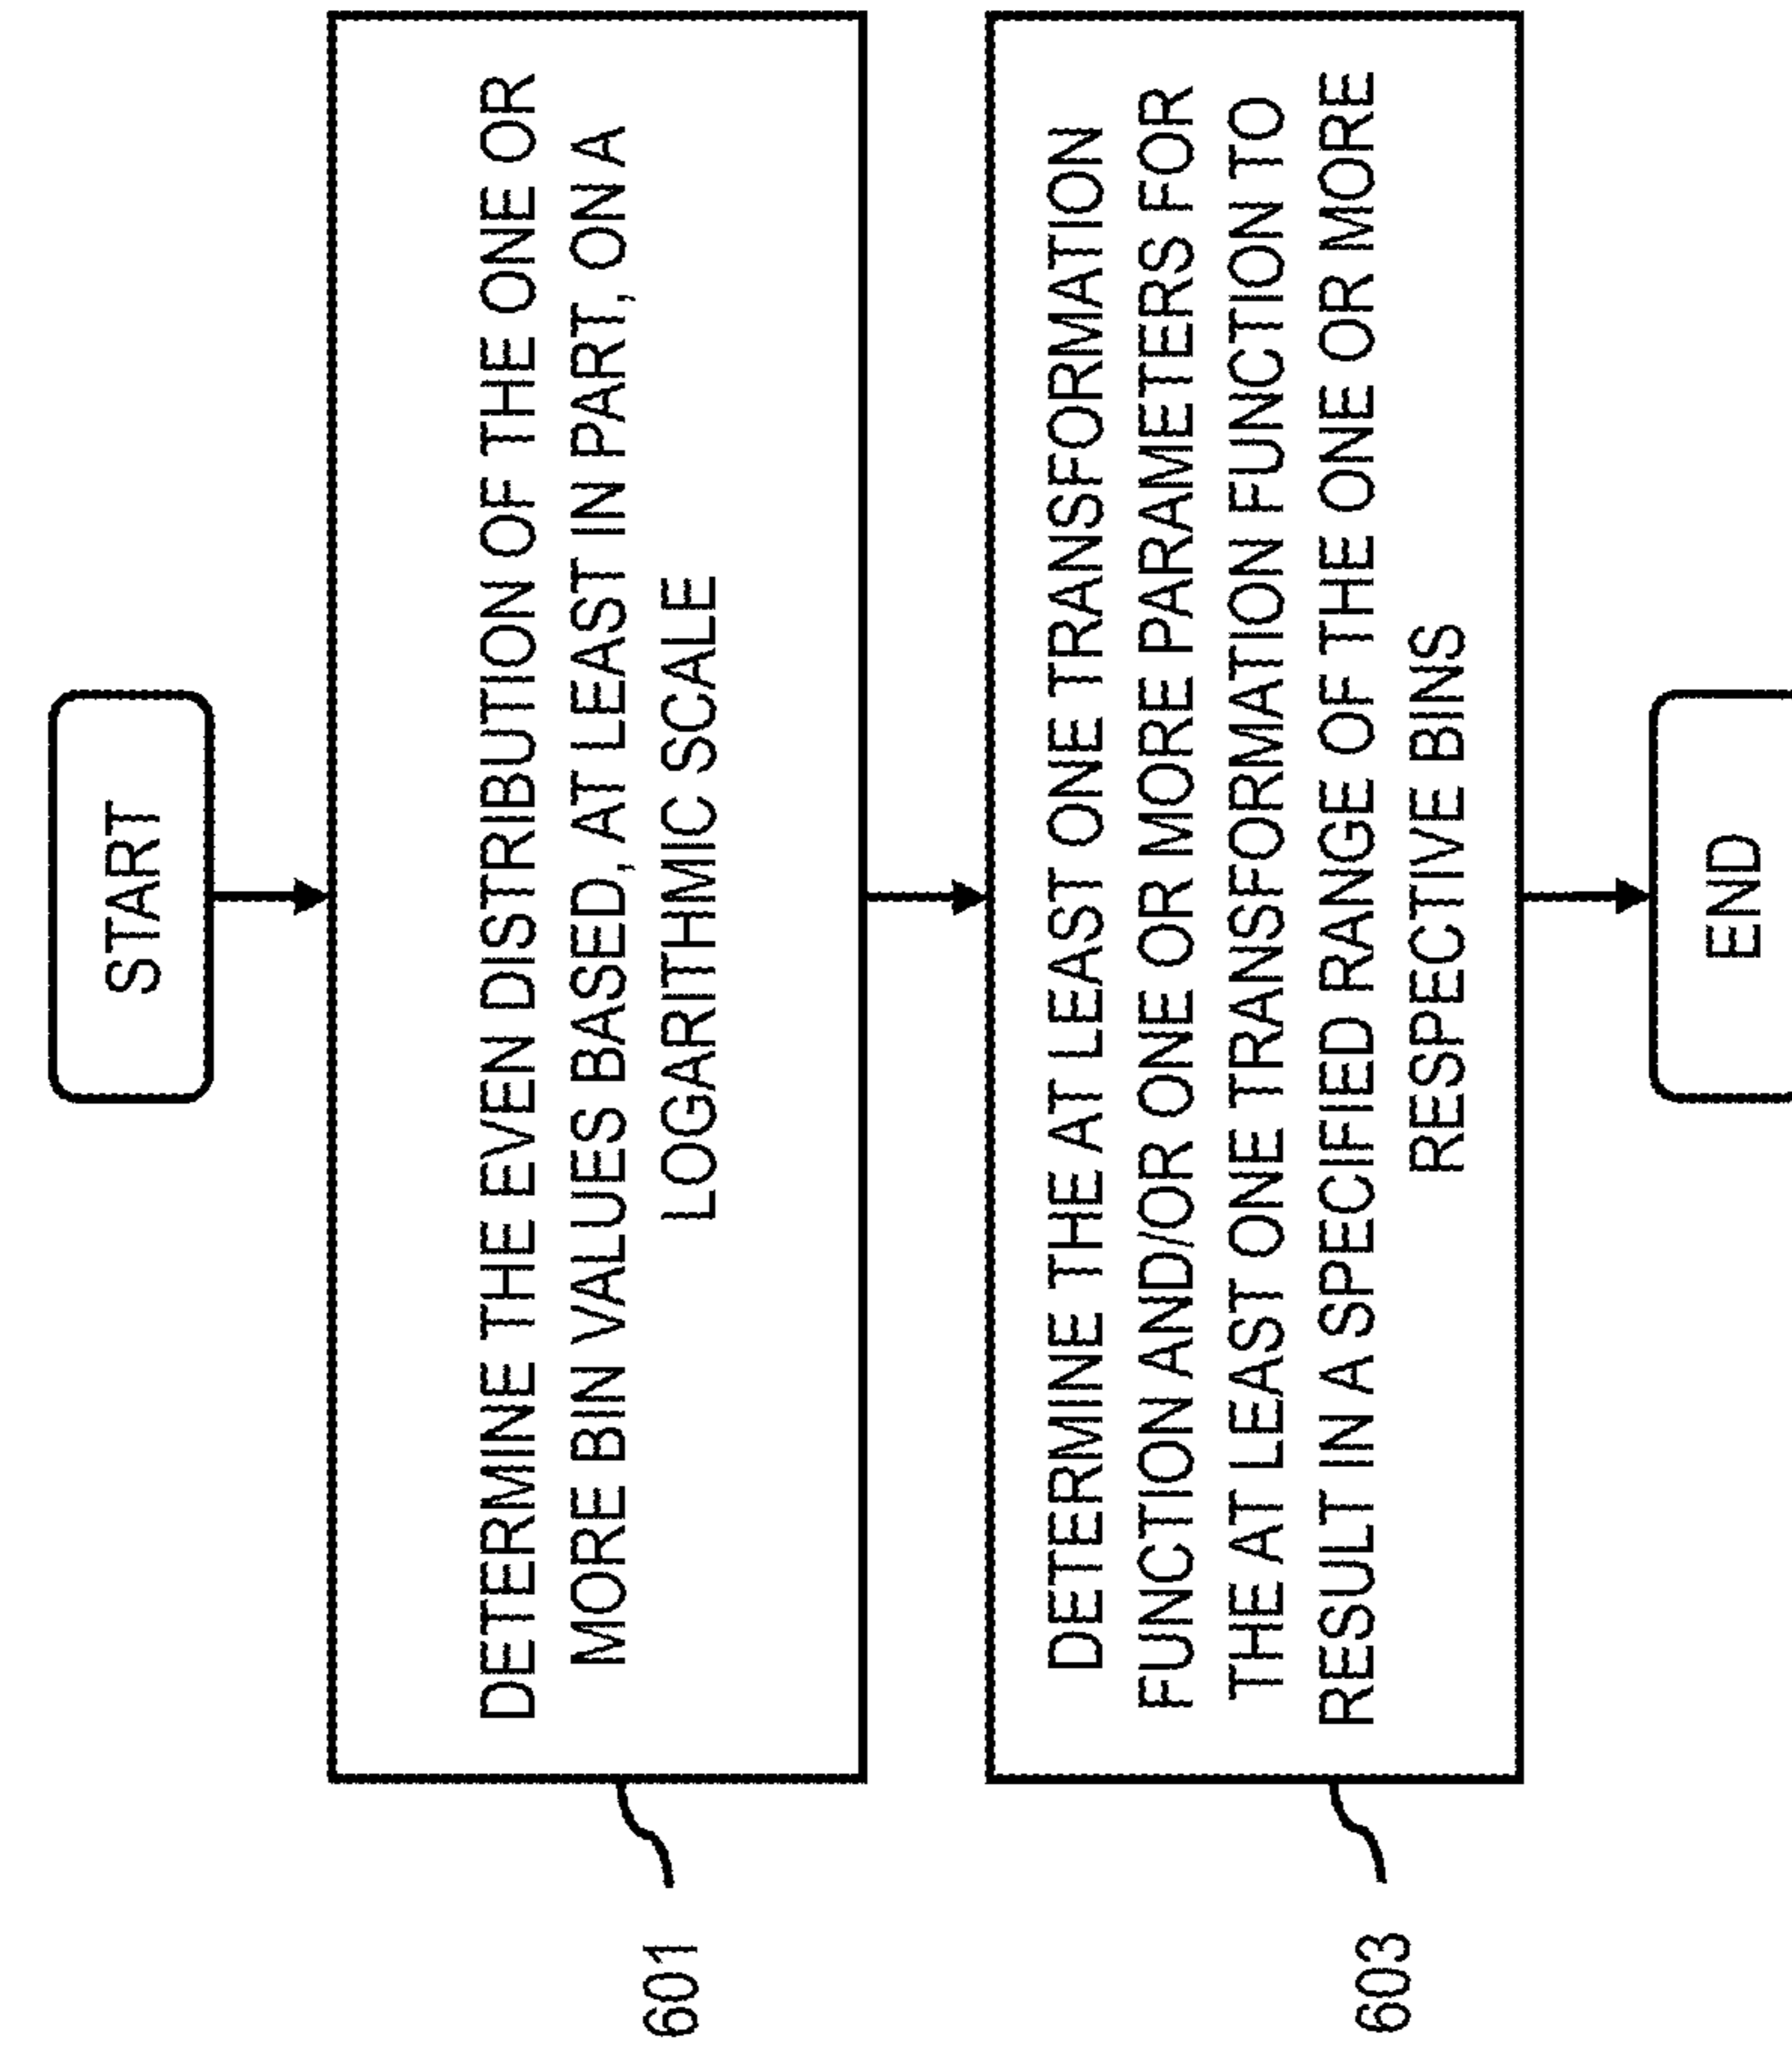 START
DETERMINE THE EVEN DISTRIBUTION OF THE ONE OR
MORE BIN VALUES BASED, AT LEAST IN PART, ON A
LOGARITHMIC SCALE
601
DETERMINE THE AT LEAST ONE TRANSFORMATION
FUNCTION AND/OR ONE OR MORE PARAMETERS FOR
THE AT LEAST ONE TRANSFORMATION FUNCTION TO
RESULT IN A SPECIFIED RANGE OF THE ONE OR MORE
RESPECTIVE BINS
603
END